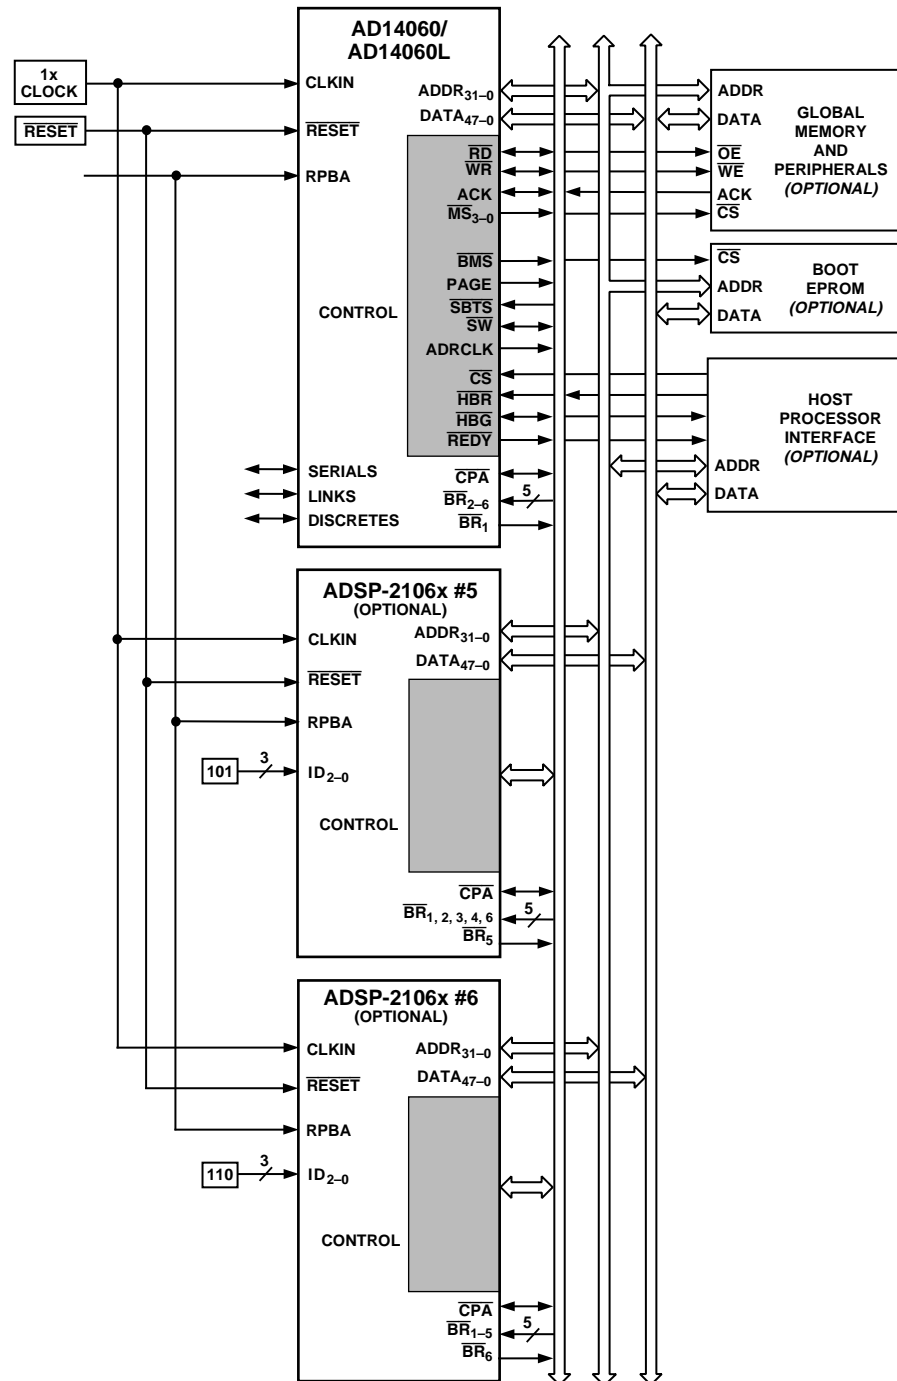 AD14060/
AD14060L
1x
CLOCK
CLKIN
RESET
RESET
RPBA
ADDR31–0
DATA47–0
RD
WR
ACK
MS3–0
BMS
PAGE
SBTS
SW
ADRCLK
CS
HBR
HBG
REDY
CONTROL
SERIALS
LINKS
DISCRETES
CPA
BR2–6
5
BR1
ADDR
DATA
OE
WE
ACK
CS
GLOBAL
MEMORY
AND
PERIPHERALS
(OPTIONAL)
CS
ADDR
DATA
BOOT
EPROM
(OPTIONAL)
HOST
PROCESSOR
INTERFACE
(OPTIONAL)
ADDR
DATA
ADSP-2106x #5
(OPTIONAL)
CLKIN
RESET
RPBA
101
3
ID2–0
CONTROL
ADDR31–0
DATA47–0
CPA
BR1, 2, 3, 4, 6
5
BR5
ADSP-2106x #6
(OPTIONAL)
CLKIN
RESET
RPBA
110
3
ID2–0
CONTROL
ADDR31–0
DATA47–0
CPA
BR1–5
5
BR6